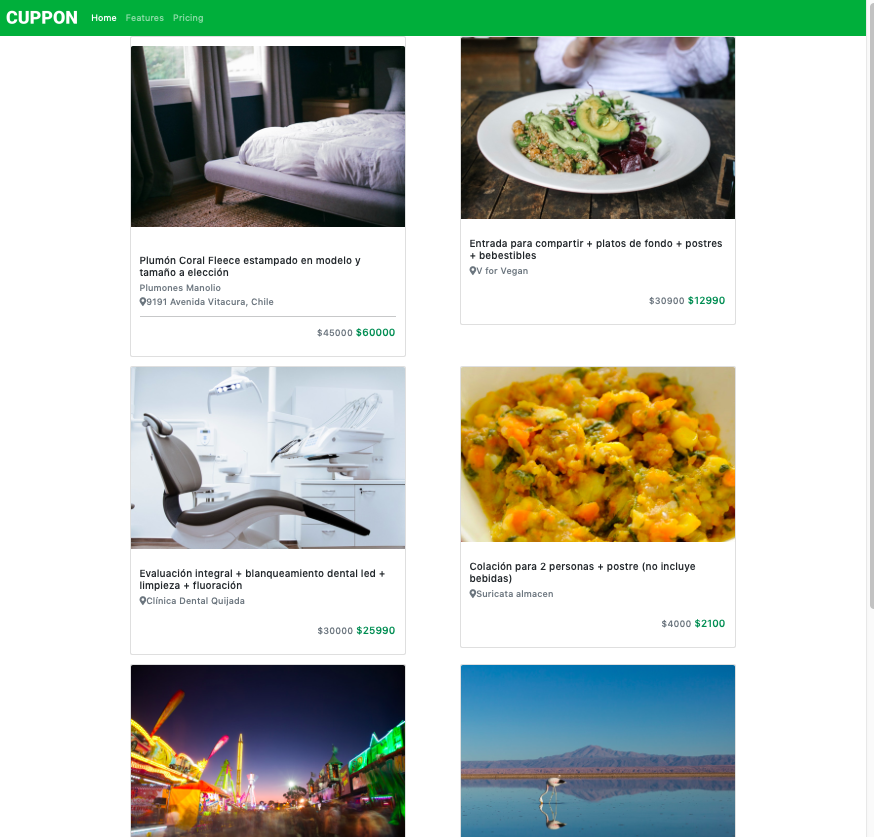 CUPPON Home Features Pricing
Plumón Coral Fleece estampado en modelo y
tamaño a elección
Plumones Manolio
9191 Avenida Vitacura, Chile
$45000 $60000
Entrada para compartir + platos de fondo + postres
+ bebestibles
V for Vegan
$30900 $12990
Evaluación integral + blanqueamiento dental led +
limpieza + fluoración
Clínica Dental Quijada
$30000 $25990
Colación para 2 personas + postre (no incluye
bebidas)
Suricata almacen
$4000 $2100